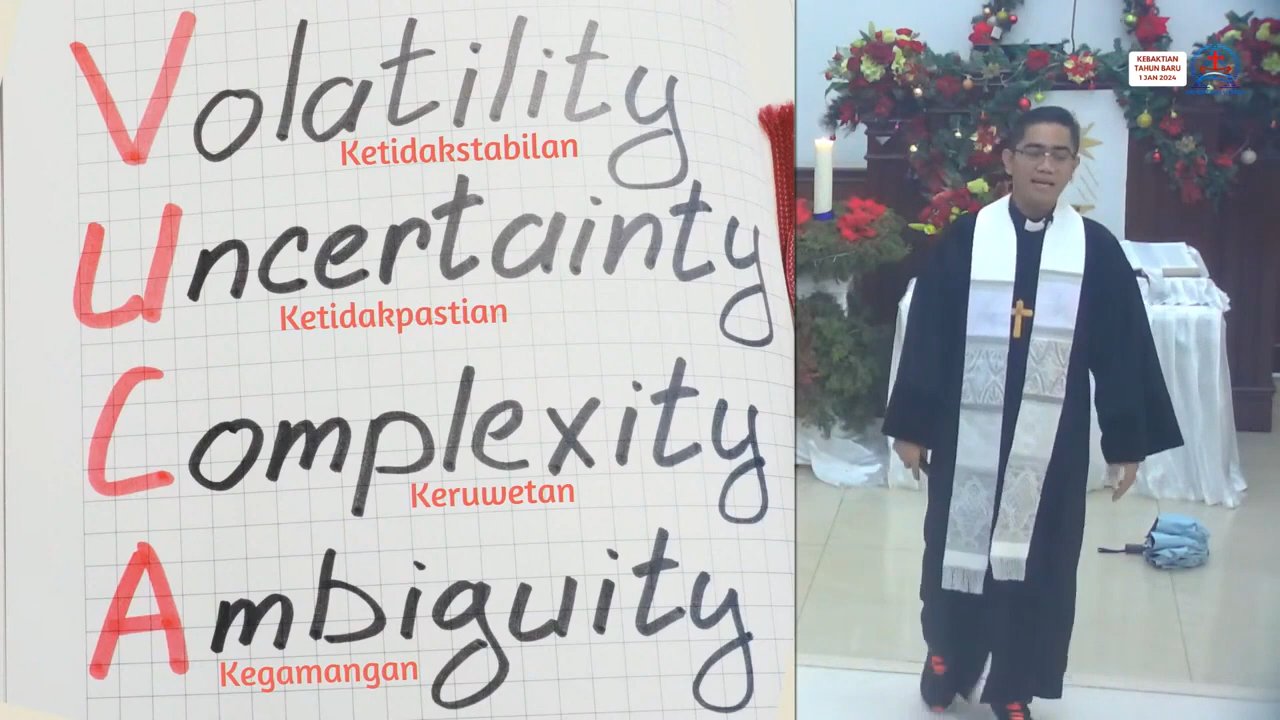 Volatility
Ketidakstabilan
Uncertainty
Ketidakpastian
Complexity
Keruwetan
Ambiguity
Kegamangan
KEBAKTIAN
TAHUN BARU
1 JAN 2024